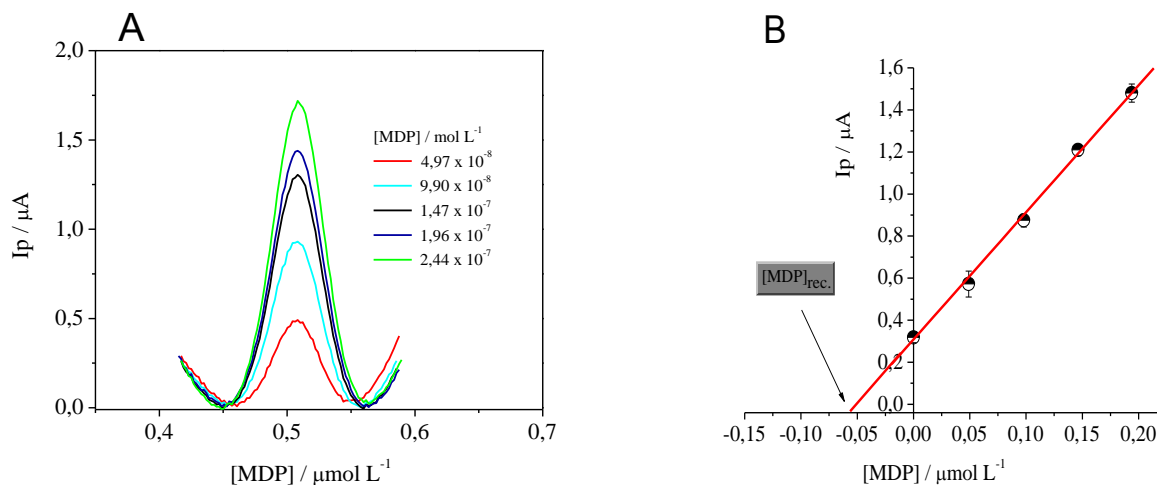 A
Ip / μA
2,0
1,5
1,0
0,5
0,0
0,4 0,5 0,6 0,7
[MDP] / μmol L-1
[MDP] / mol L-1
4,97 x 10-8
9,90 x 10-8
1,47 x 10-7
1,96 x 10-7
2,44 x 10-7
B
Ip / μA
1,6
1,4
1,2
1,0
0,8
0,6
0,4
0,2
0,0
[MDP]rec.
-0,15 -0,10 -0,05 0,00 0,05 0,10 0,15 0,20
[MDP] / μmol L-1